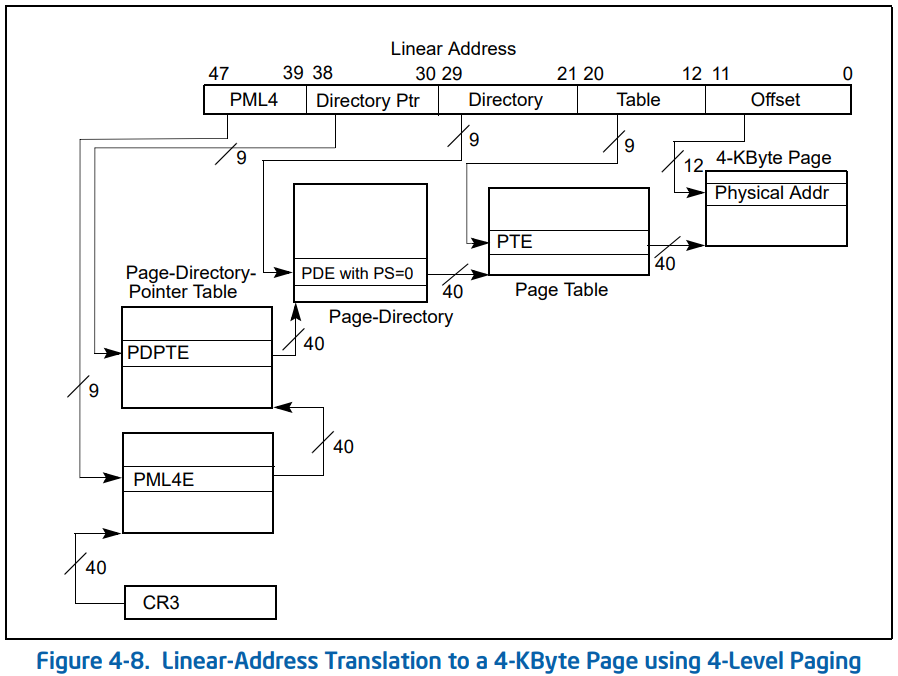 Linear Address
47 39 38 30 29 21 20 12 11 0
PML4 Directory Ptr Directory Table Offset
9 9 9
12 4-KByte Page
Physical Addr
PTE
40
Page Table
PDE with PS=0
40
Page-Directory
Page-Directory-
Pointer Table
40
PDPTE
9
40
PML4E
40
CR3
Figure 4-8. Linear-Address Translation to a 4-KByte Page using 4-Level Paging